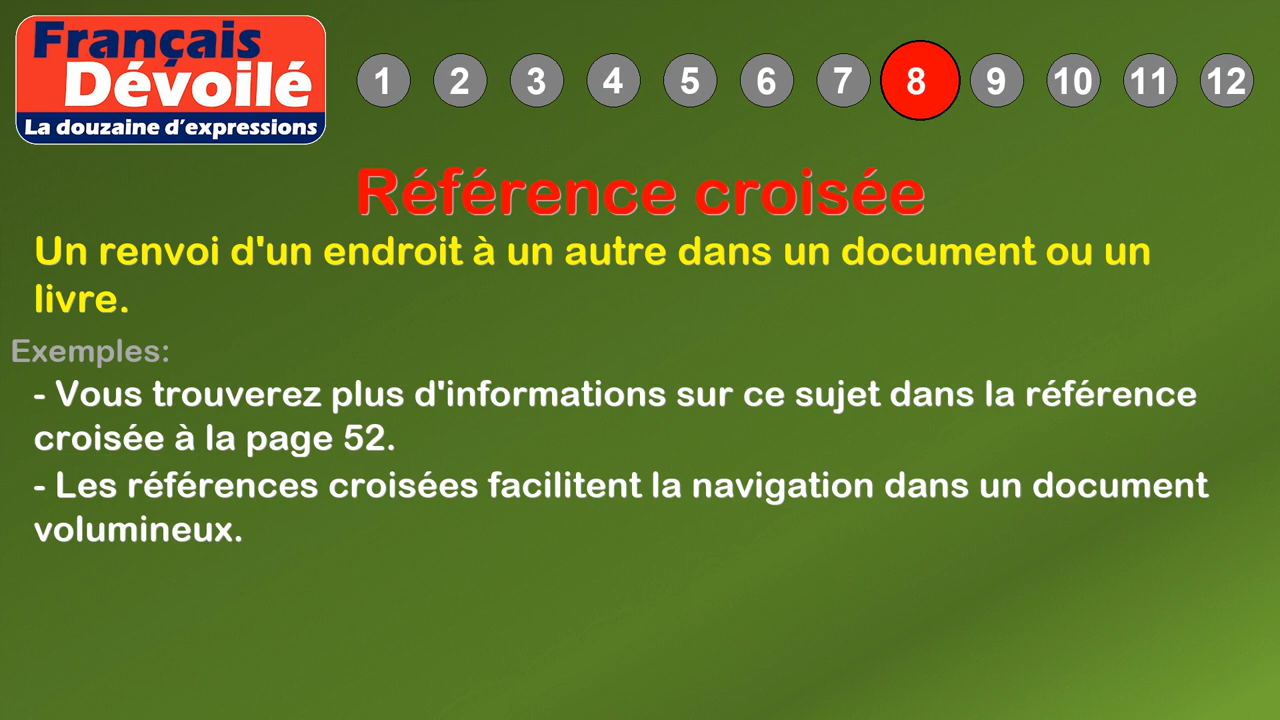 Français
Dévoilé
La douzaine d'expressions
1 2 3 4 5 6 7 8 9 10 11 12
Référence croisée
Un renvoi d'un endroit à un autre dans un document ou un
livre.
Exemples:
- Vous trouverez plus d'informations sur ce sujet dans la référence
croisée à la page 52.
- Les références croisées facilitent la navigation dans un document
volumineux.